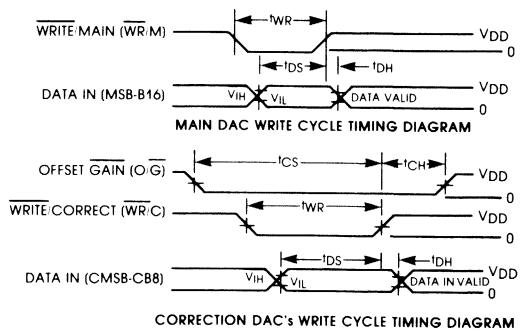 tWR
WRITE/MAIN (WR/M)
VDD
0
tDS
tDH
DATA IN (MSB-B16)
VIH
VIL
DATA VALID
VDD
0
MAIN DAC WRITE CYCLE TIMING DIAGRAM
tCS
tCH
OFFSET GAIN (O/G)
VDD
0
tWR
WRITE/CORRECT (WR/C)
VDD
0
tDS
tDH
DATA IN (CMSB-CB8)
VIH
VIL
DATA IN VALID
VDD
0
CORRECTION DAC's WRITE CYCLE TIMING DIAGRAM